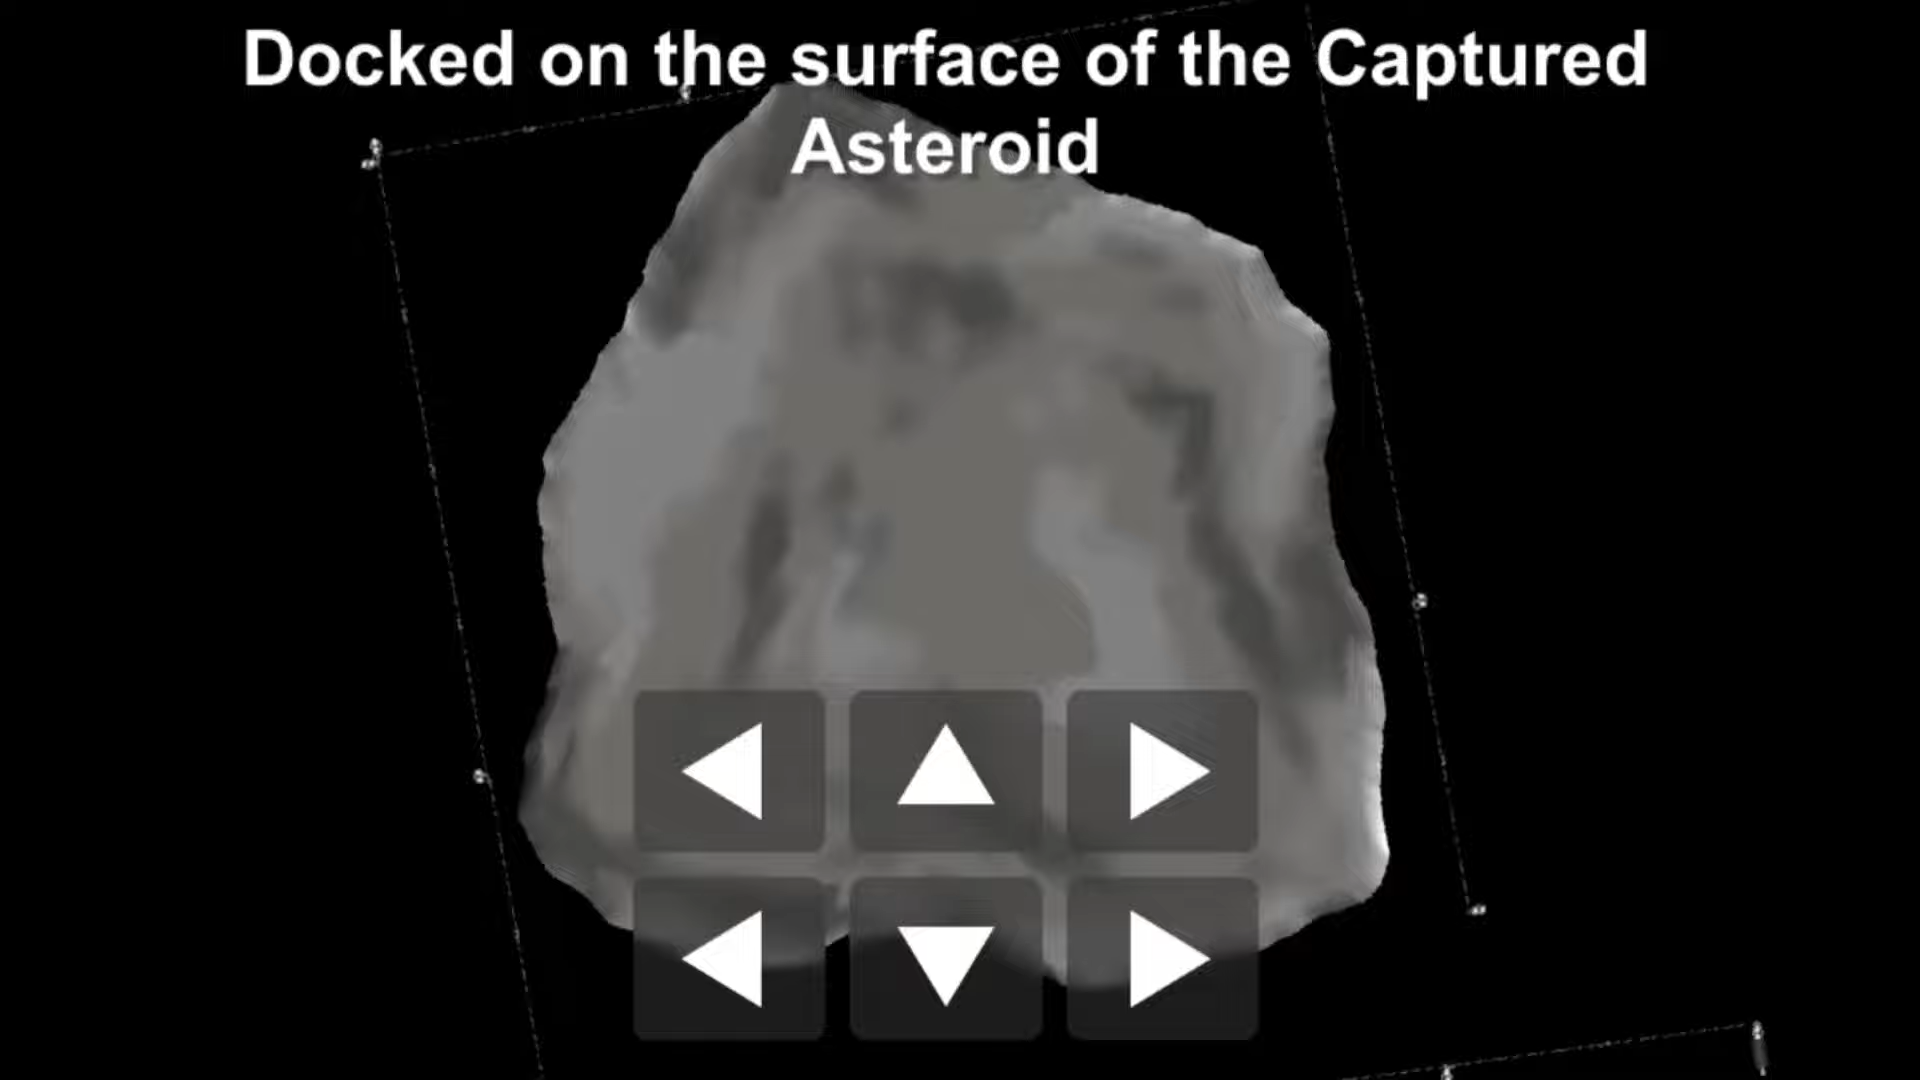 Docked on the surface of the Captured
Asteroid